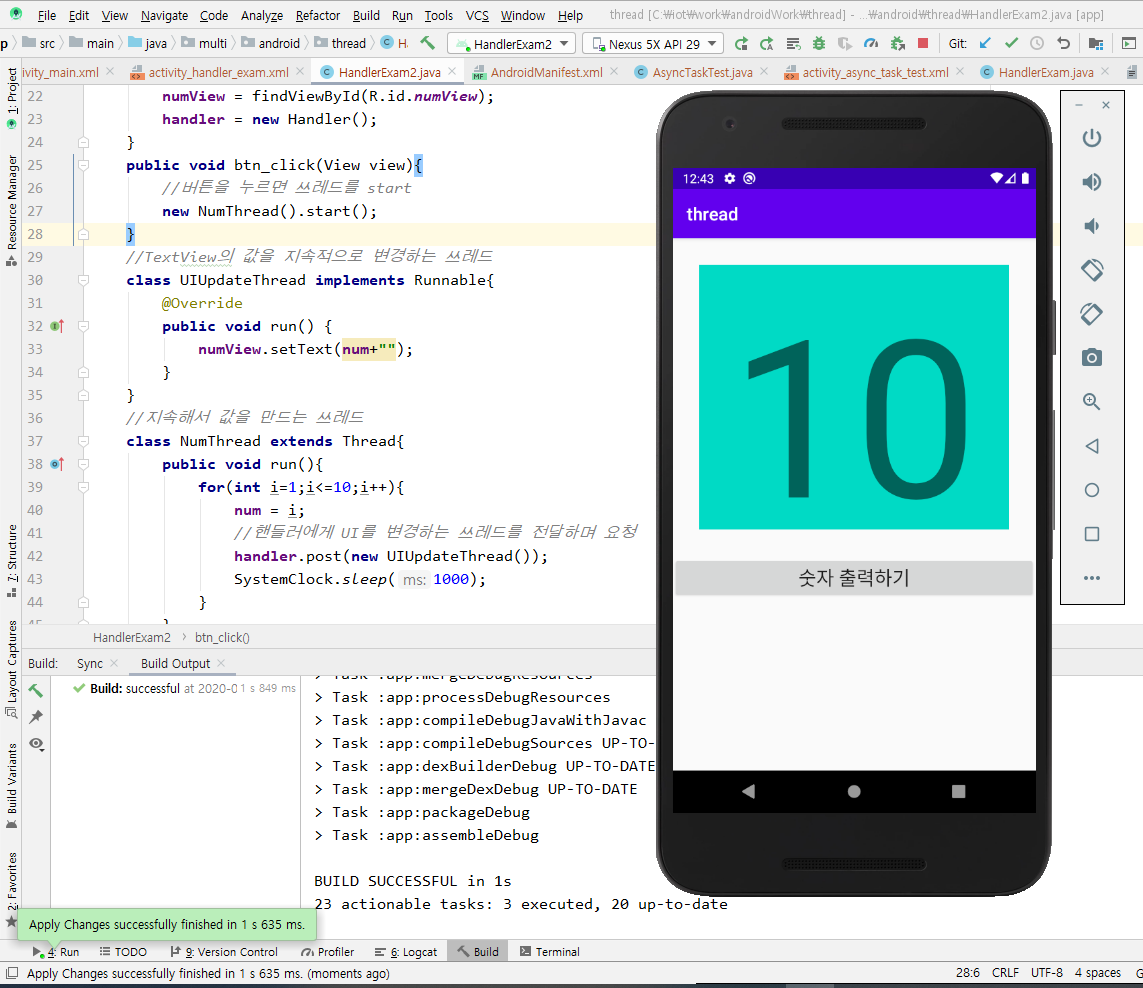 File Edit View Navigate Code Analyze Refactor Build Run Tools VCS Window Help thread [C:₩iot₩work₩androidWork₩thread] - ...₩android₩thread₩HandlerExam2.java [app]
p src main java multi android thread H HandlerExam2 Nexus 5X API 29 Git:
ivity_main.xml activity_handler_exam.xml HandlerExam2.java AndroidManifest.xml AsyncTaskTest.java activity_async_task_test.xml HandlerExam.java
1: Project
Resource Manager
7: Structure
Layout Captures
Build Variants
2: Favorites
22 numView = findViewById(R.id.numView);
23 handler = new Handler();
24 }
25 public void btn_click(View view){
26 //버튼을 누르면 쓰레드를 start
27 new NumThread().start();
28 }
29 //TextView의 값을 지속적으로 변경하는 쓰레드
30 class UIUpdateThread implements Runnable{
31 @Override
32 public void run() {
33 numView.setText(num+"");
34 }
35 }
36 //지속해서 값을 만드는 쓰레드
37 class NumThread extends Thread{
38 public void run(){
39 for(int i=1;i<=10;i++){
40 num = i;
41 //핸들러에게 UI를 변경하는 쓰레드를 전달하며 요청
42 handler.post(new UIUpdateThread());
43 SystemClock.sleep( ms: 1000);
44 }
45 }
HandlerExam2 btn_click()
12:43
thread
10
숫자 출력하기
Build: Sync Build Output
Build: successful at 2020-0 1 s 849 ms
> Task :app:mergeDebugResources
> Task :app:processDebugResources
> Task :app:compileDebugJavaWithJavac
> Task :app:compileDebugSources UP-TO-
> Task :app:dexBuilderDebug UP-TO-DATE
> Task :app:mergeDexDebug UP-TO-DATE
> Task :app:packageDebug
> Task :app:assembleDebug
BUILD SUCCESSFUL in 1s
23 actionable tasks: 3 executed, 20 up-to-date
Apply Changes successfully finished in 1 s 635 ms.
4: Run TODO 9: Version Control Profiler 6: Logcat Build Terminal
Apply Changes successfully finished in 1 s 635 ms. (moments ago) 28:6 CRLF UTF-8 4 spaces G